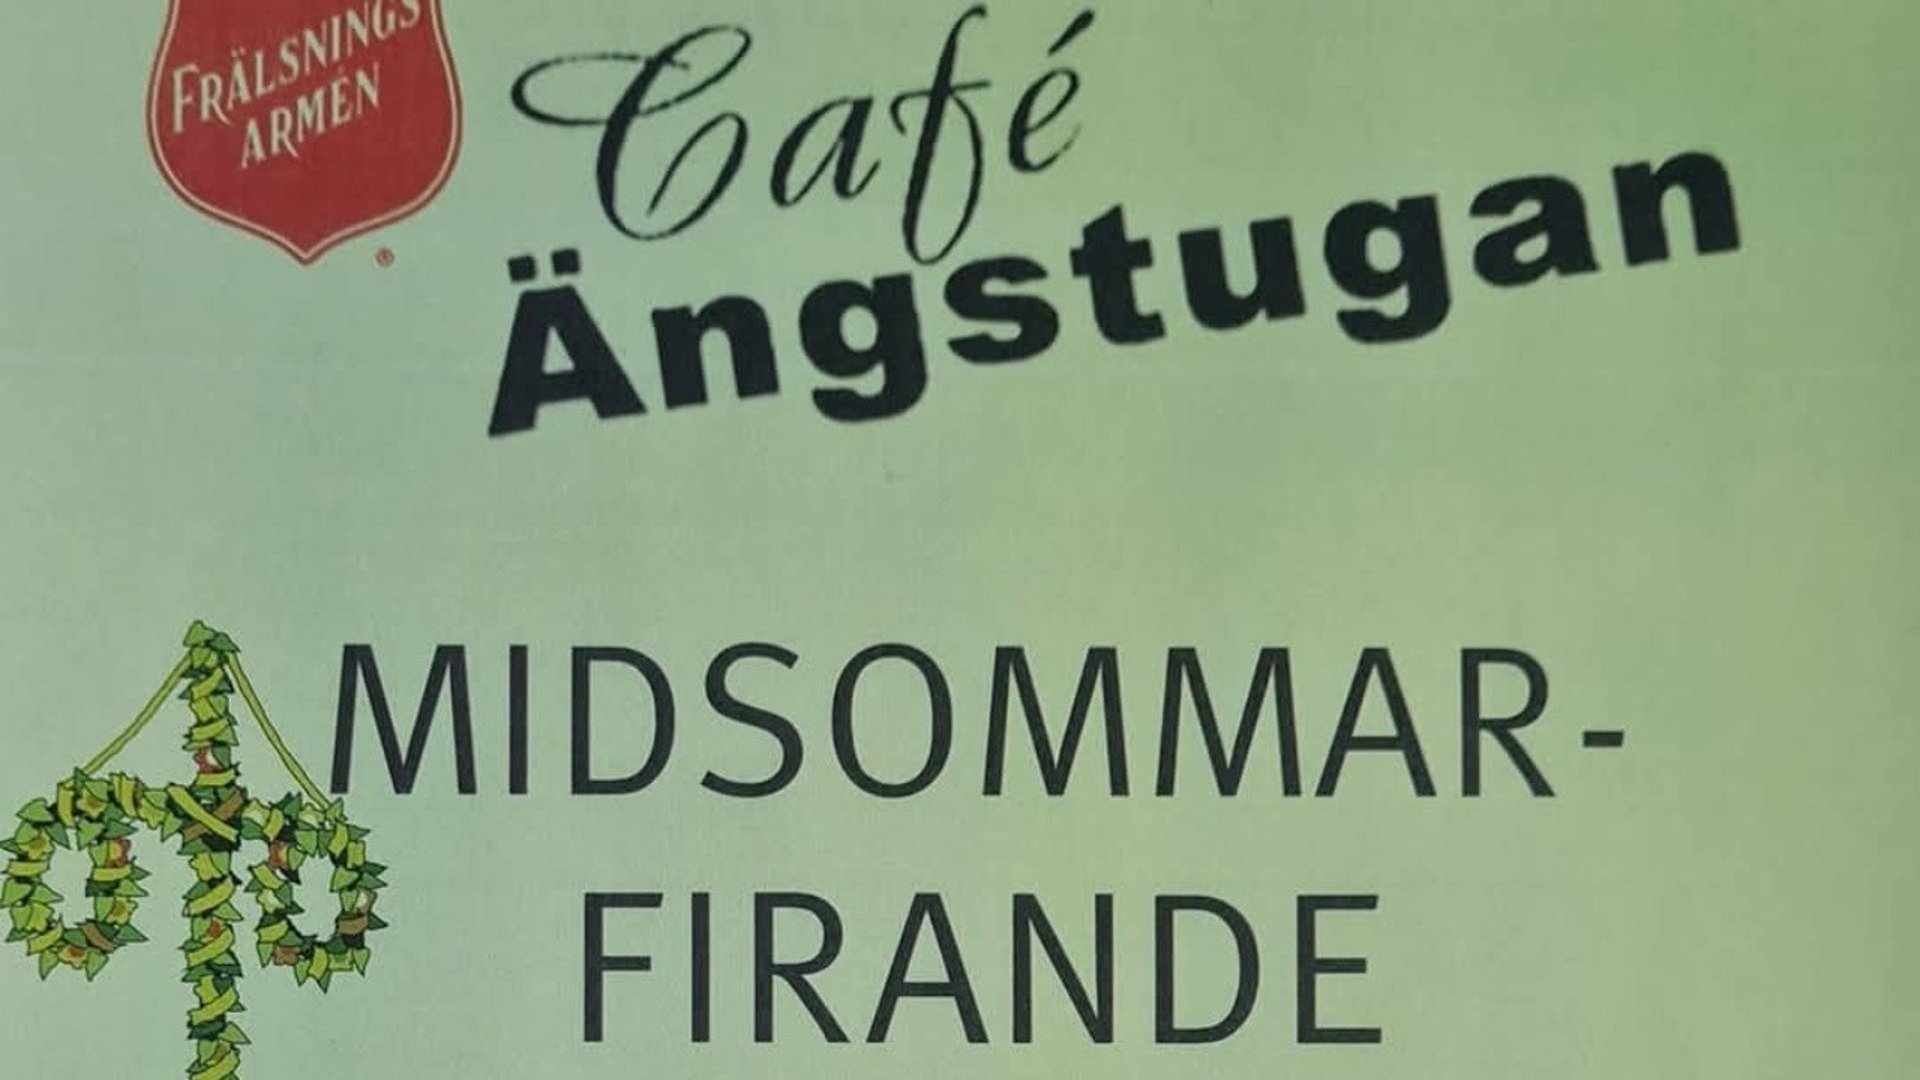 FRÄLSNINGS
ARMÉN
®
Café
Ängstugan
MIDSOMMAR-
FIRANDE